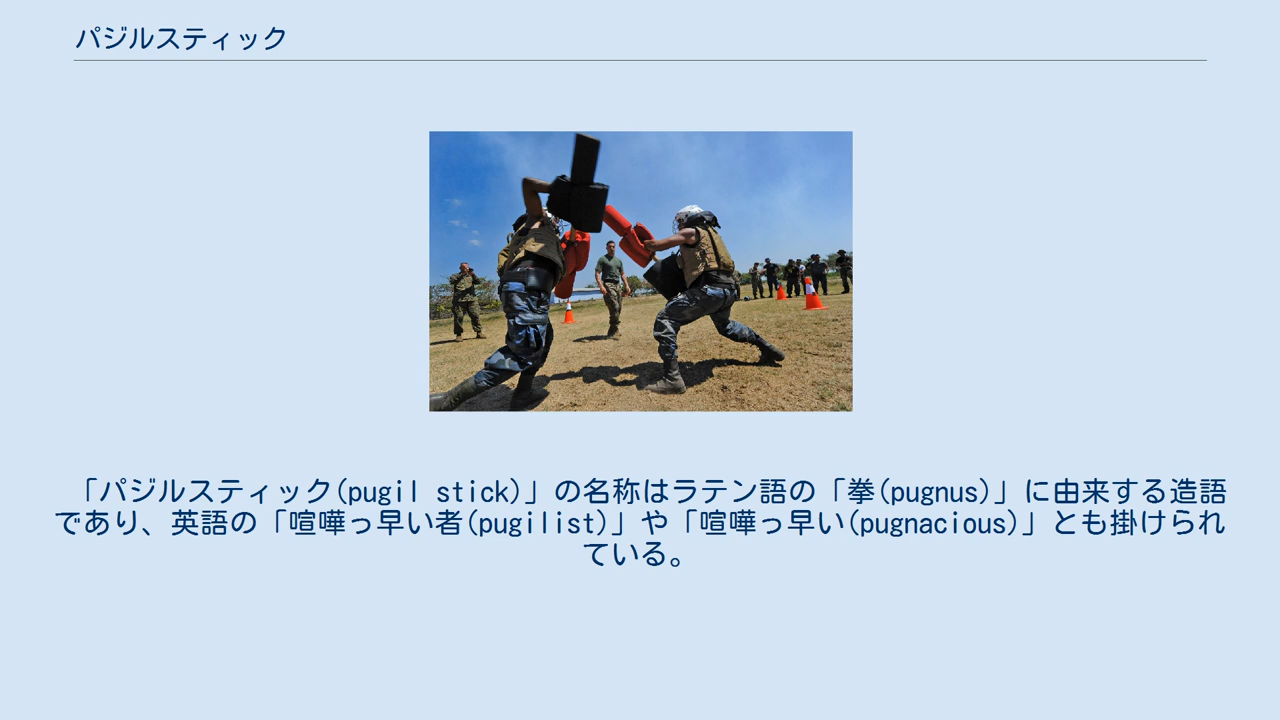 パジルスティック
「パジルスティック(pugil stick)」の名称はラテン語の「拳(pugnus)」に由来する造語
であり、英語の「喧嘩っ早い者(pugilist)」や「喧嘩っ早い(pugnacious)」とも掛けられ
ている。